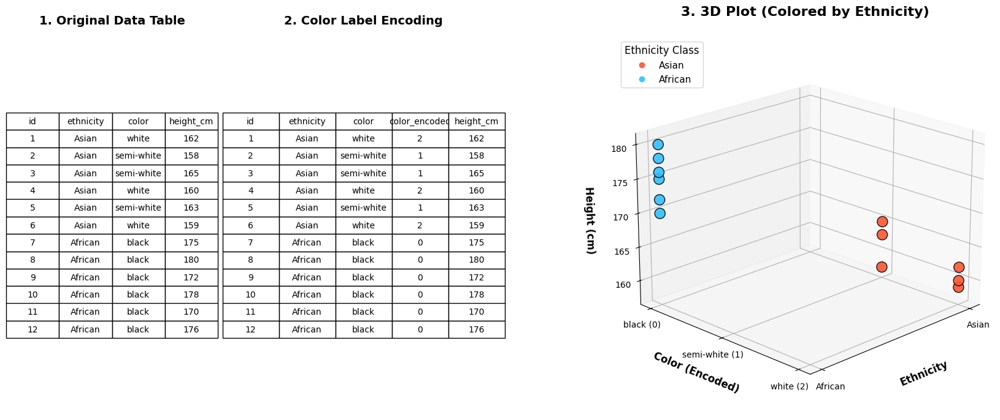 1. Original Data Table
2. Color Label Encoding
3. 3D Plot (Colored by Ethnicity)
id ethnicity color height_cm
1 Asian white 162
2 Asian semi-white 158
3 Asian semi-white 165
4 Asian white 160
5 Asian semi-white 163
6 Asian white 159
7 African black 175
8 African black 180
9 African black 172
10 African black 178
11 African black 170
12 African black 176
id ethnicity color color_encoded height_cm
1 Asian white 2 162
2 Asian semi-white 1 158
3 Asian semi-white 1 165
4 Asian white 2 160
5 Asian semi-white 1 163
6 Asian white 2 159
7 African black 0 175
8 African black 0 180
9 African black 0 172
10 African black 0 178
11 African black 0 170
12 African black 0 176
Ethnicity Class
Asian
African
180
175
170
165
160
Height (cm)
black (0)
semi-white (1)
white (2)
Color (Encoded)
African
Asian
Ethnicity